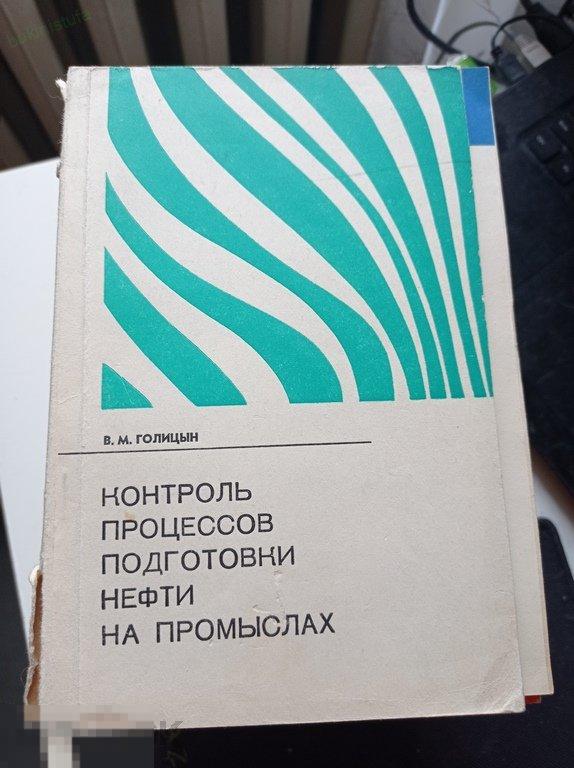 В. М. ГОЛИЦЫН
КОНТРОЛЬ
ПРОЦЕССОВ
ПОДГОТОВКИ
НЕФТИ
НА ПРОМЫСЛАХ